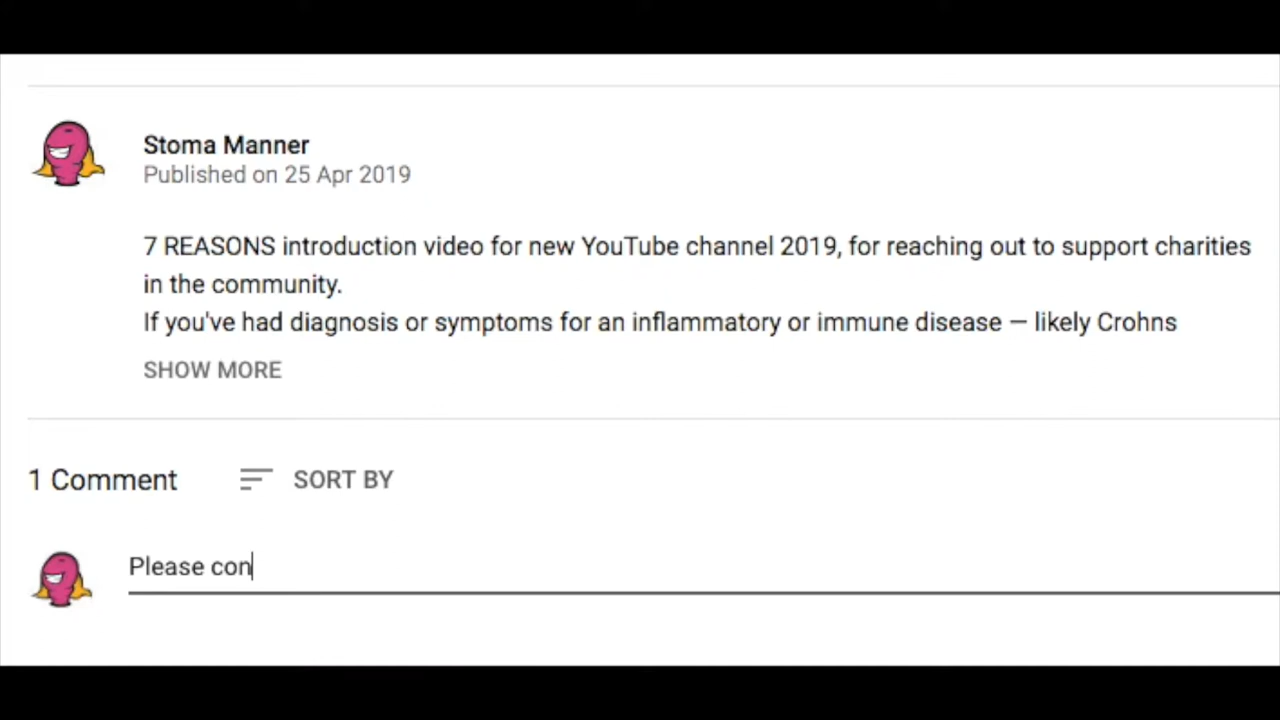 Stoma Manner
Published on 25 Apr 2019
7 REASONS introduction video for new YouTube channel 2019, for reaching out to support charities
in the community.
If you've had diagnosis or symptoms for an inflammatory or immune disease — likely Crohns
SHOW MORE
1 Comment SORT BY
Please con